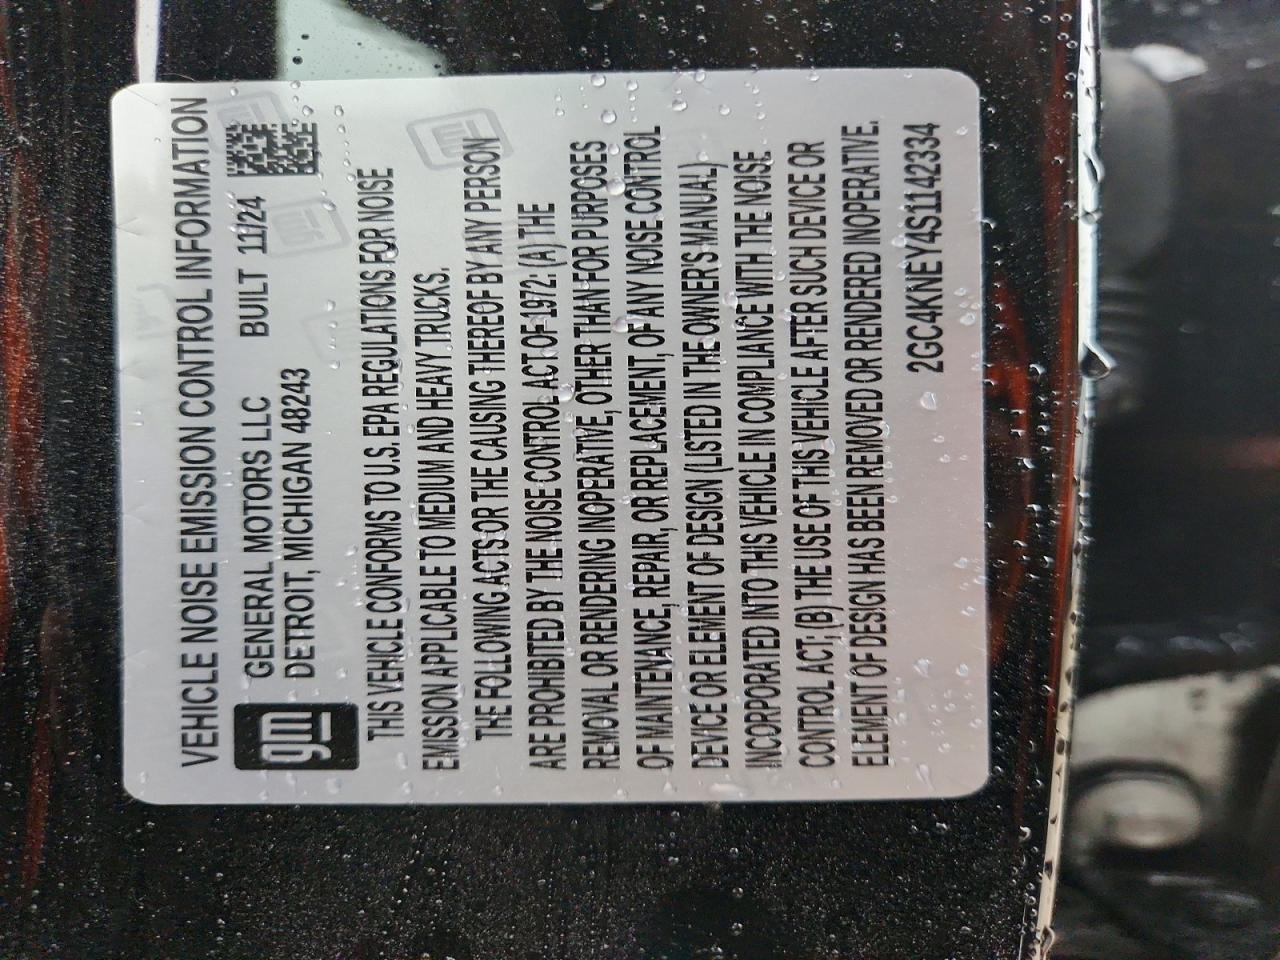 VEHICLE NOISE EMISSION CONTROL INFORMATION
gm
GENERAL MOTORS LLC BUILT 11/24
DETROIT, MICHIGAN 48243
THIS VEHICLE CONFORMS TO U.S. EPA REGULATIONS FOR NOISE
EMISSION APPLICABLE TO MEDIUM AND HEAVY TRUCKS.
THE FOLLOWING ACTS OR THE CAUSING THEREOF BY ANY PERSON
ARE PROHIBITED BY THE NOISE CONTROL ACT OF 1972: (A) THE
REMOVAL OR RENDERING INOPERATIVE, OTHER THAN FOR PURPOSES
OF MAINTENANCE, REPAIR, OR REPLACEMENT, OF ANY NOISE CONTROL
DEVICE OR ELEMENT OF DESIGN (LISTED IN THE OWNER'S MANUAL)
INCORPORATED INTO THIS VEHICLE IN COMPLIANCE WITH THE NOISE
CONTROL ACT; (B) THE USE OF THIS VEHICLE AFTER SUCH DEVICE OR
ELEMENT OF DESIGN HAS BEEN REMOVED OR RENDERED INOPERATIVE.
2GC4KNEY4S1142334